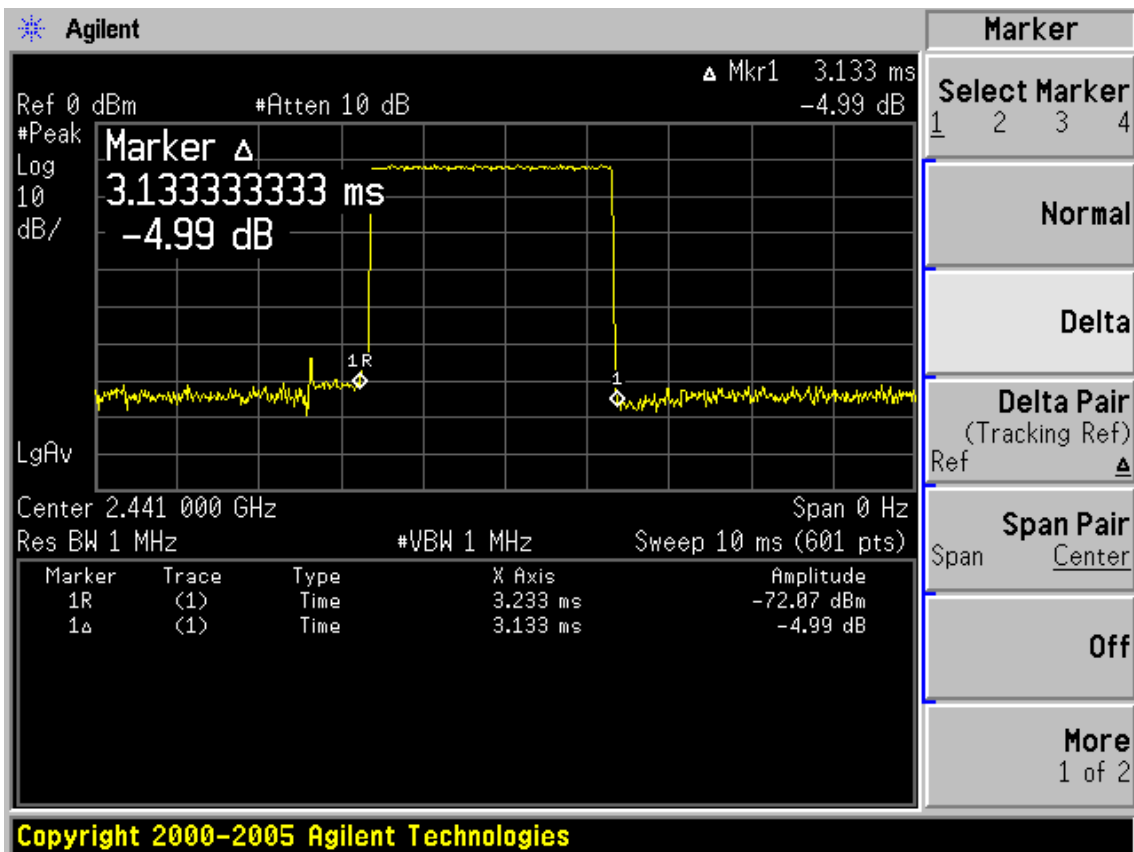 Agilent
Marker
Δ Mkr1 3.133 ms
Ref 0 dBm #Atten 10 dB -4.99 dB
#Peak
Log
10
dB/
Marker Δ
3.133333333 ms
-4.99 dB
1R
1
LgAv
Center 2.441 000 GHz Span 0 Hz
Res BW 1 MHz #VBW 1 MHz Sweep 10 ms (601 pts)
Marker Trace Type X Axis Amplitude
1R (1) Time 3.233 ms -72.07 dBm
1Δ (1) Time 3.133 ms -4.99 dB
Select Marker
1 2 3 4
Normal
Delta
Delta Pair
(Tracking Ref)
Ref Δ
Span Pair
Span Center
Off
More
1 of 2
Copyright 2000-2005 Agilent Technologies